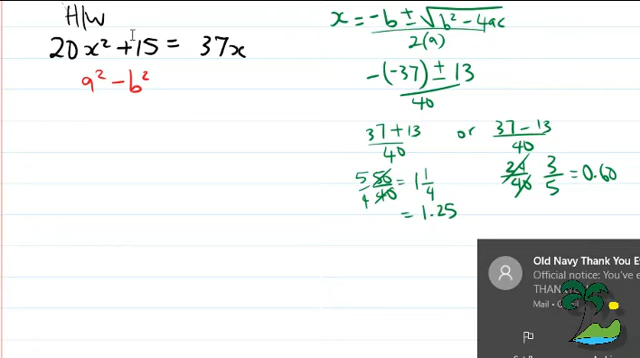 H/W
20x² + 15 = 37x
a² - b²
x = -b ± √b² - 4ac
2(a)
-(-37) ± 13
40
37 + 13 or 37 - 13
40 40
5 50 = 1 1 24 3 = 0.60
4 40 4 40 5
= 1.25
Old Navy Thank You
Official notice: You've
THANK
Mail •